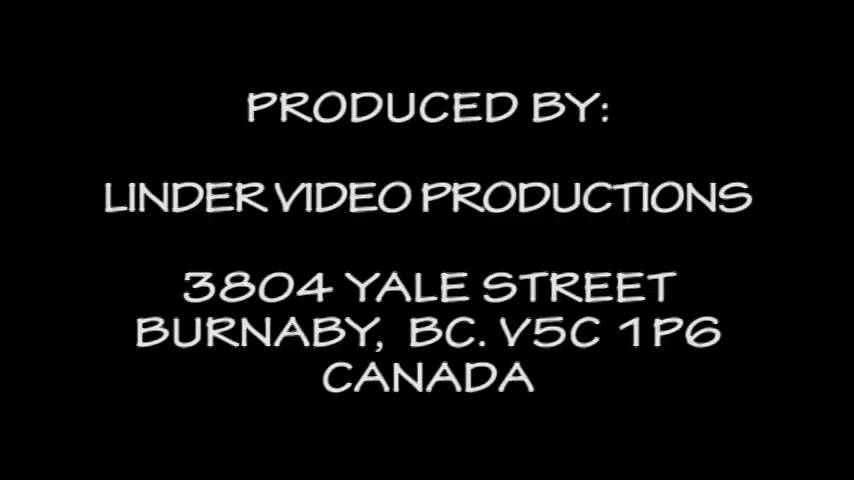 PRODUCED BY:
LINDER VIDEO PRODUCTIONS
3804 YALE STREET
BURNABY, BC. V5C 1P6
CANADA